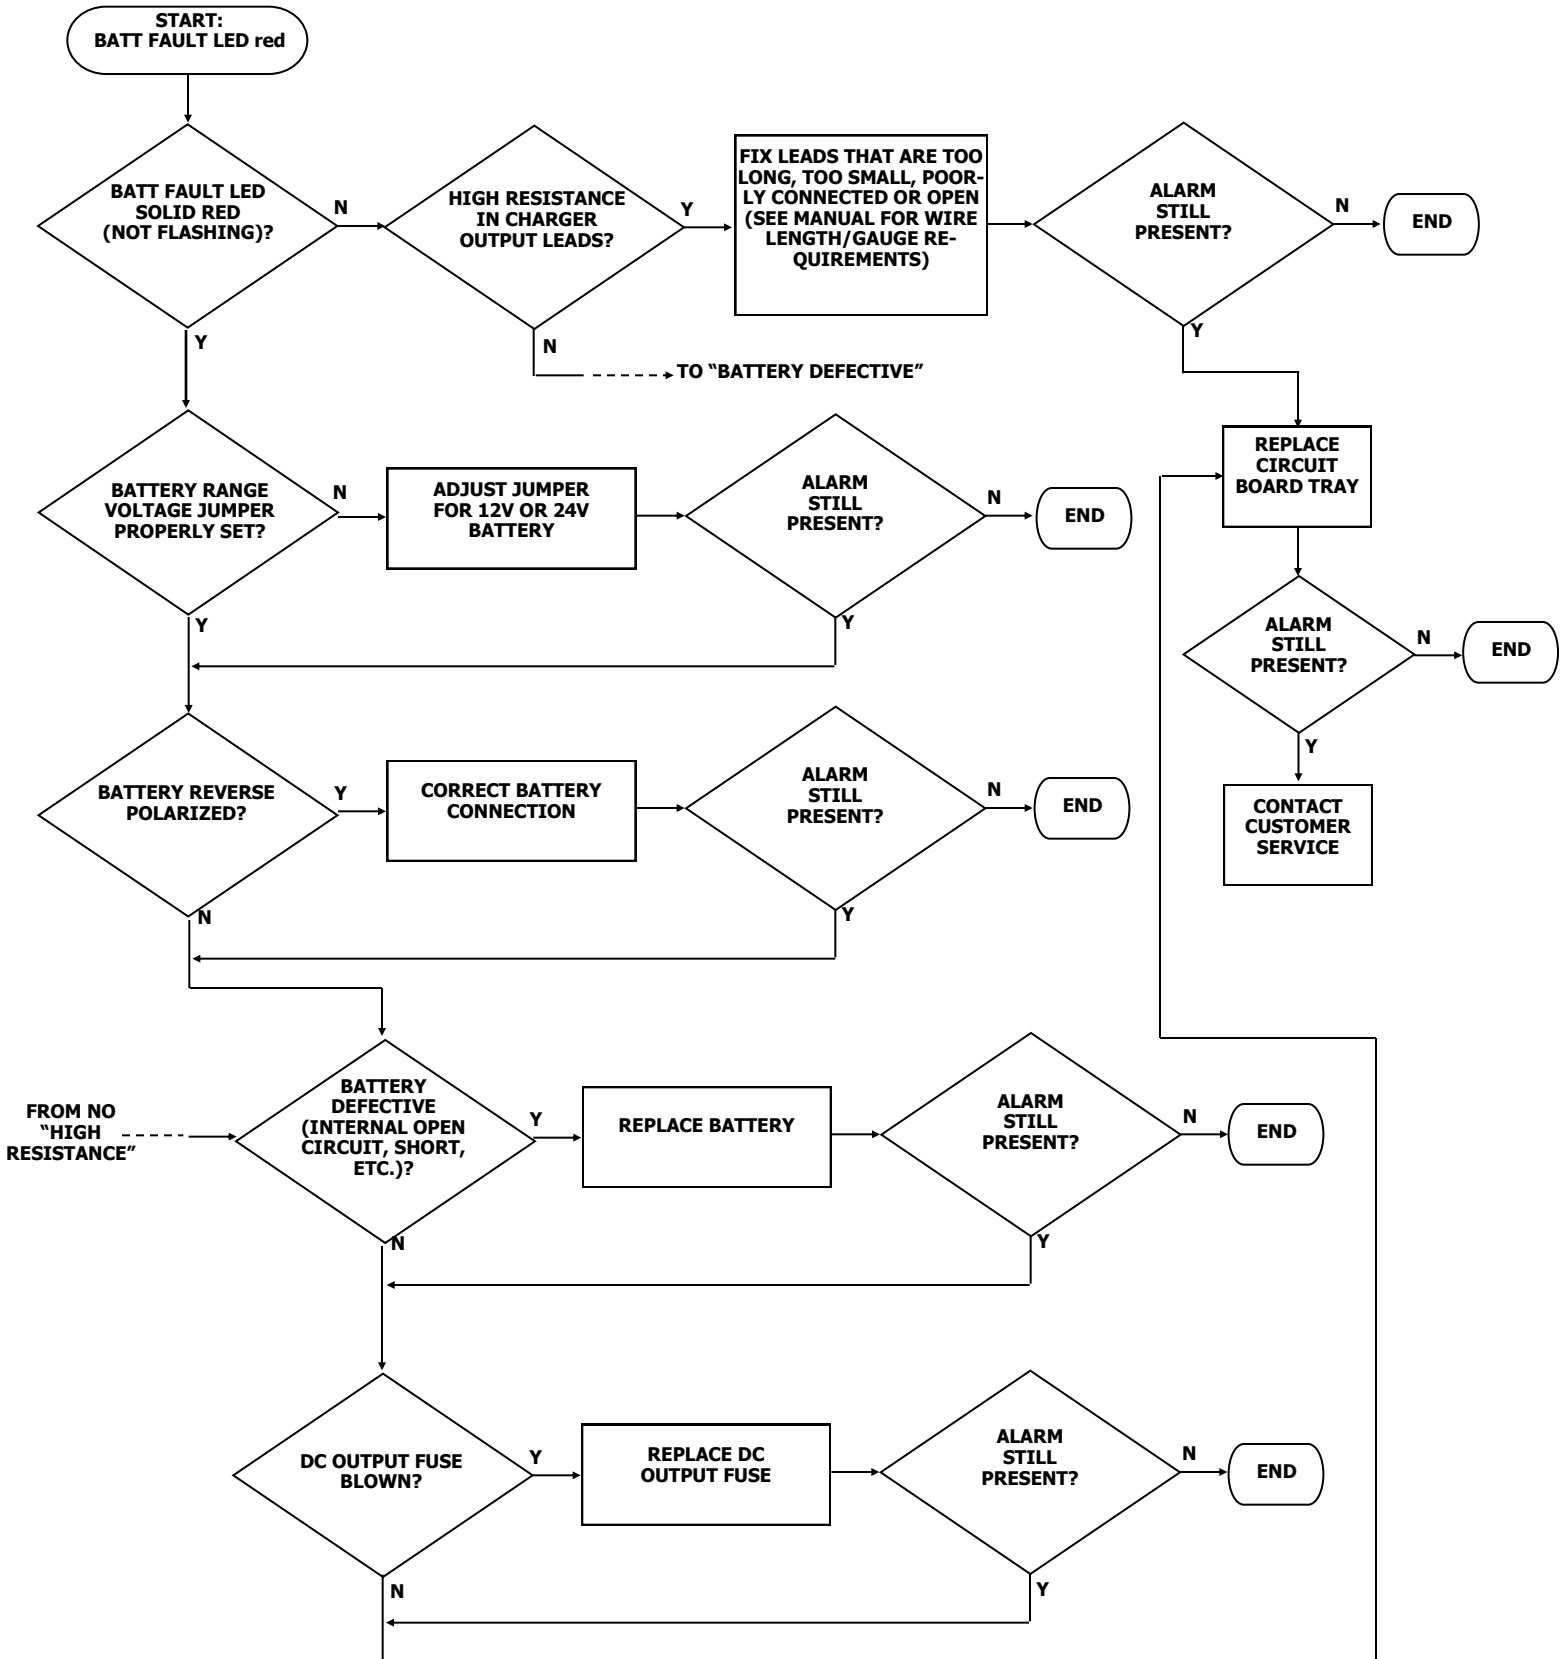 START:
BATT FAULT LED red
BATT FAULT LED
SOLID RED
(NOT FLASHING)?
N
Y
HIGH RESISTANCE
IN CHARGER
OUTPUT LEADS?
Y
N
TO “BATTERY DEFECTIVE”
FIX LEADS THAT ARE TOO
LONG, TOO SMALL, POOR-
LY CONNECTED OR OPEN
(SEE MANUAL FOR WIRE
LENGTH/GAUGE RE-
QUIREMENTS)
ALARM
STILL
PRESENT?
N
END
Y
BATTERY RANGE
VOLTAGE JUMPER
PROPERLY SET?
N
Y
ADJUST JUMPER
FOR 12V OR 24V
BATTERY
ALARM
STILL
PRESENT?
N
END
Y
REPLACE
CIRCUIT
BOARD TRAY
ALARM
STILL
PRESENT?
N
END
Y
CONTACT
CUSTOMER
SERVICE
BATTERY REVERSE
POLARIZED?
Y
N
CORRECT BATTERY
CONNECTION
ALARM
STILL
PRESENT?
N
END
Y
FROM NO
“HIGH
RESISTANCE”
BATTERY
DEFECTIVE
(INTERNAL OPEN
CIRCUIT, SHORT,
ETC.)?
Y
N
REPLACE BATTERY
ALARM
STILL
PRESENT?
N
END
Y
DC OUTPUT FUSE
BLOWN?
Y
N
REPLACE DC
OUTPUT FUSE
ALARM
STILL
PRESENT?
N
END
Y